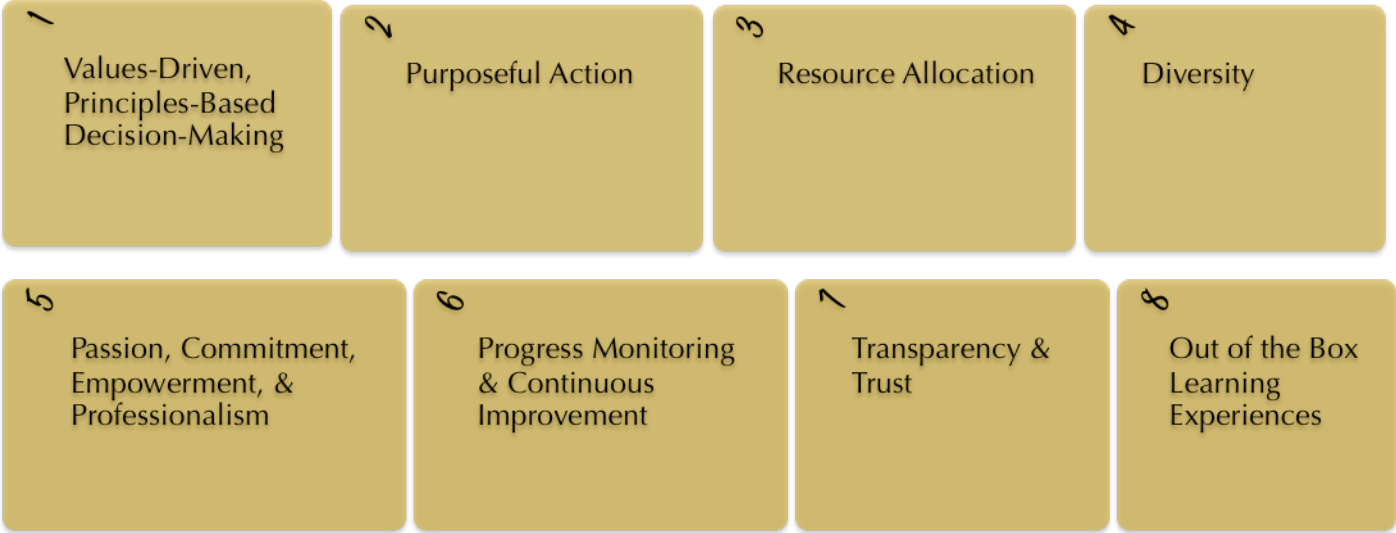 1
Values-Driven,
Principles-Based
Decision-Making
2
Purposeful Action
3
Resource Allocation
4
Diversity
5
Passion, Commitment,
Empowerment, &
Professionalism
6
Progress Monitoring
& Continuous
Improvement
7
Transparency &
Trust
8
Out of the Box
Learning
Experiences